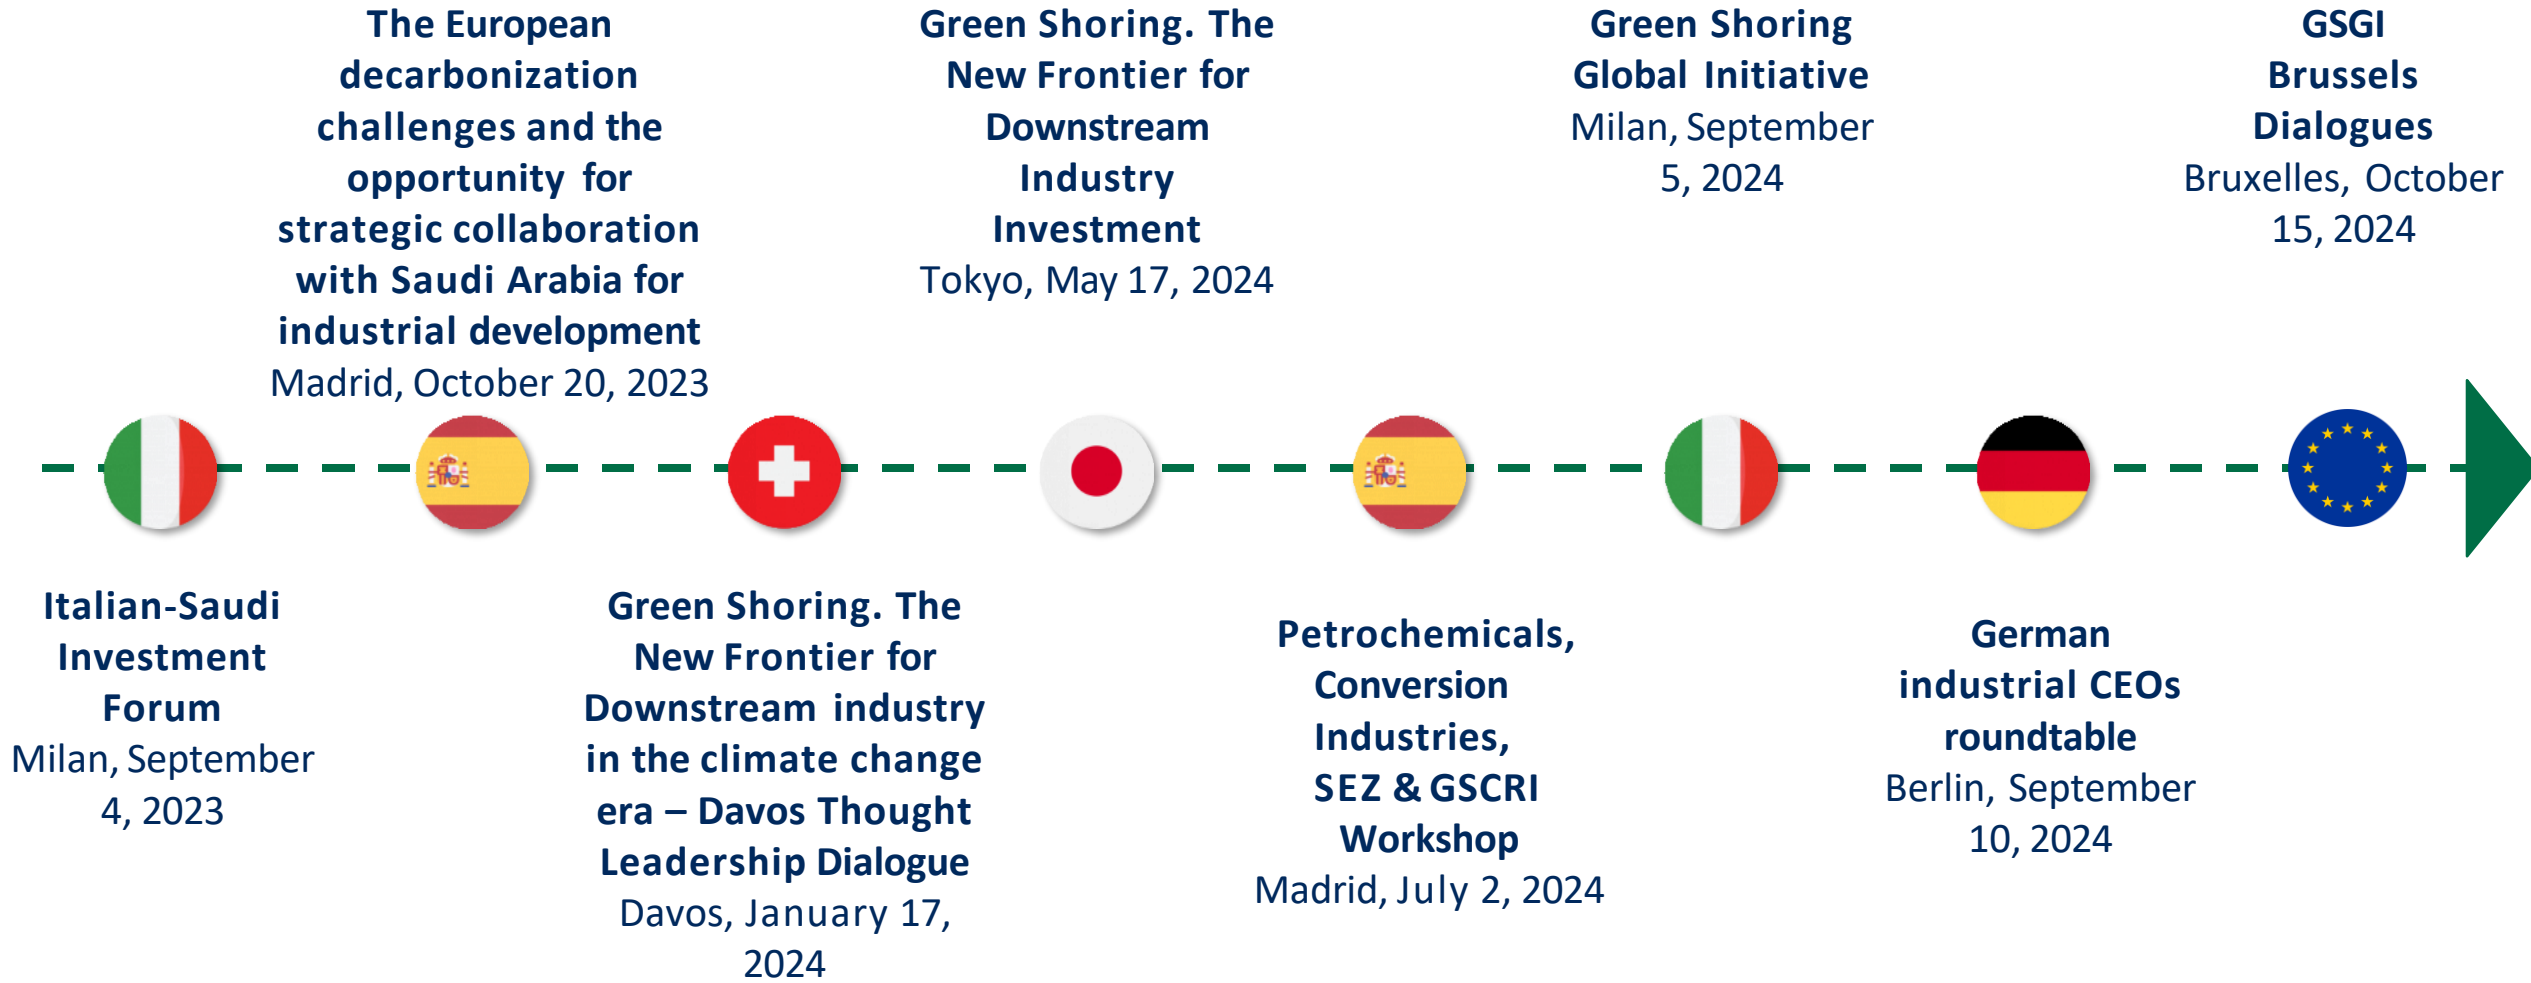 The European
decarbonization
challenges and the
opportunity for
strategic collaboration
with Saudi Arabia for
industrial development
Madrid, October 20, 2023
Green Shoring. The
New Frontier for
Downstream
Industry
Investment
Tokyo, May 17, 2024
Green Shoring
Global Initiative
Milan, September
5, 2024
GSGI
Brussels
Dialogues
Bruxelles, October
15, 2024
Italian-Saudi
Investment
Forum
Milan, September
4, 2023
Green Shoring. The
New Frontier for
Downstream industry
in the climate change
era – Davos Thought
Leadership Dialogue
Davos, January 17,
2024
Petrochemicals,
Conversion
Industries,
SEZ & GSCRI
Workshop
Madrid, July 2, 2024
German
industrial CEOs
roundtable
Berlin, September
10, 2024